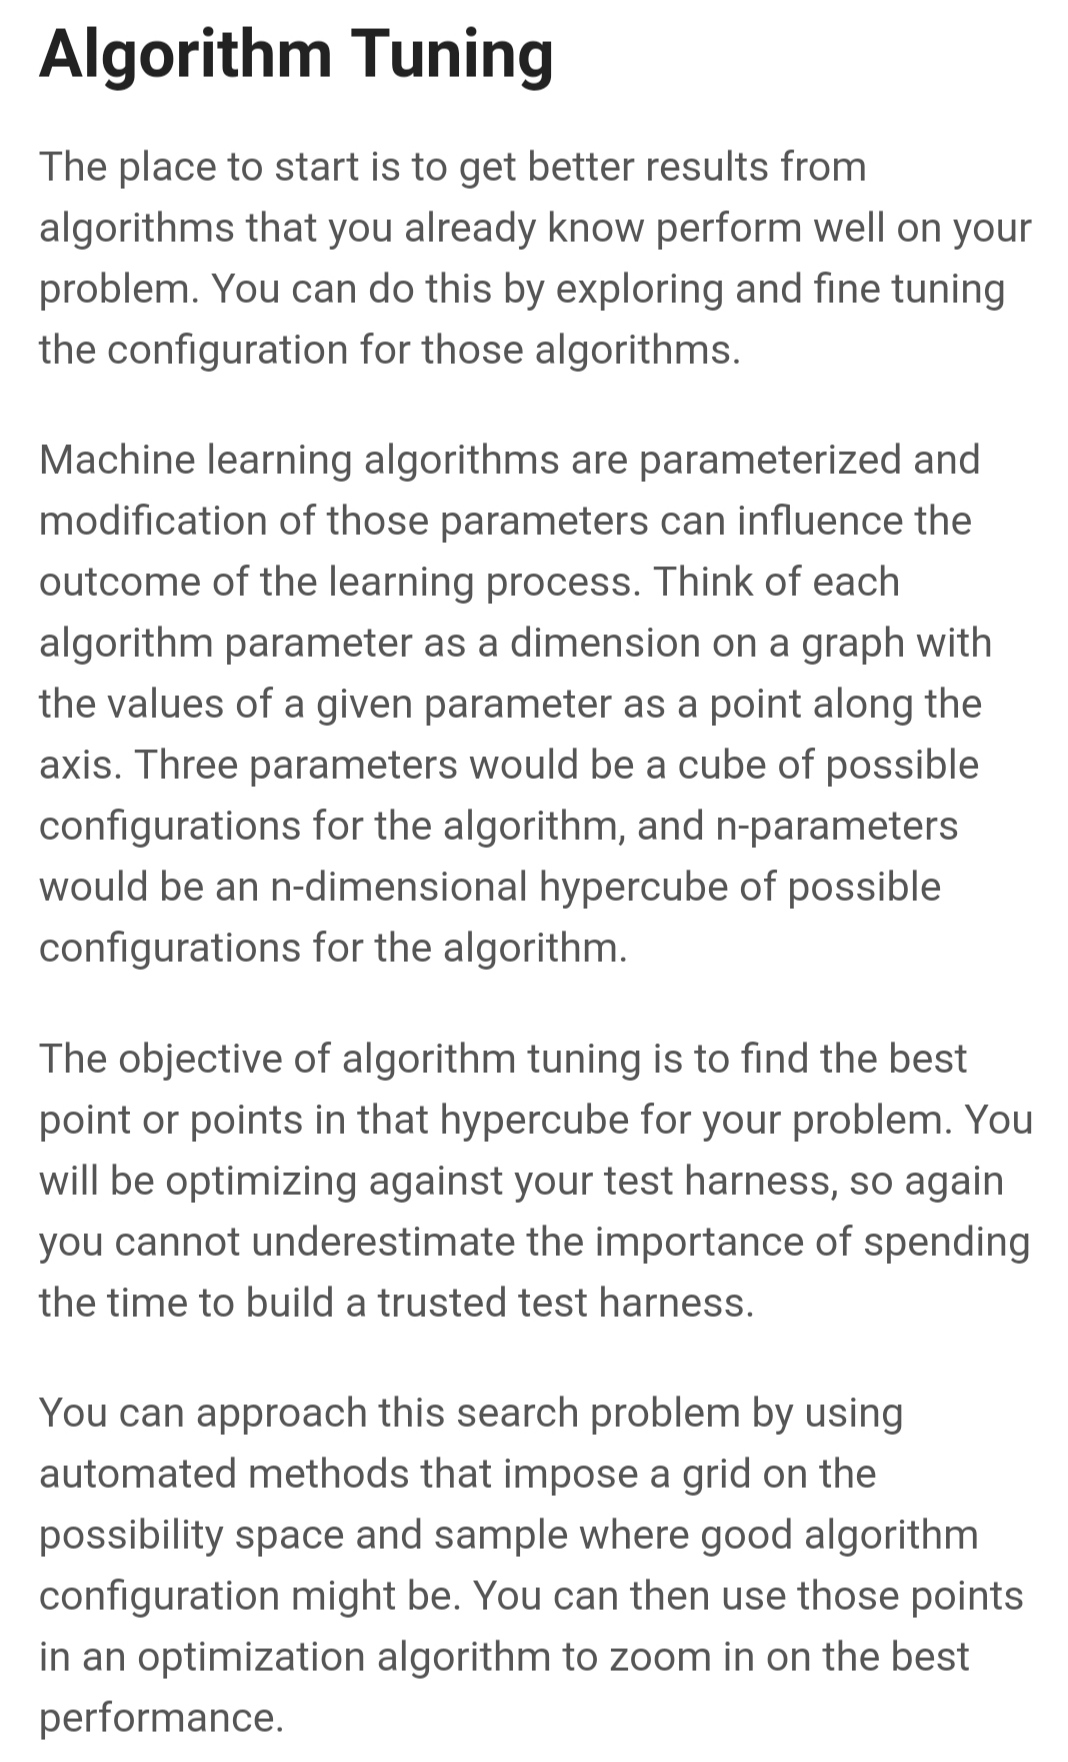 Algorithm Tuning
The place to start is to get better results from
algorithms that you already know perform well on your
problem. You can do this by exploring and fine tuning
the configuration for those algorithms.
Machine learning algorithms are parameterized and
modification of those parameters can influence the
outcome of the learning process. Think of each
algorithm parameter as a dimension on a graph with
the values of a given parameter as a point along the
axis. Three parameters would be a cube of possible
configurations for the algorithm, and n-parameters
would be an n-dimensional hypercube of possible
configurations for the algorithm.
The objective of algorithm tuning is to find the best
point or points in that hypercube for your problem. You
will be optimizing against your test harness, so again
you cannot underestimate the importance of spending
the time to build a trusted test harness.
You can approach this search problem by using
automated methods that impose a grid on the
possibility space and sample where good algorithm
configuration might be. You can then use those points
in an optimization algorithm to zoom in on the best
performance.